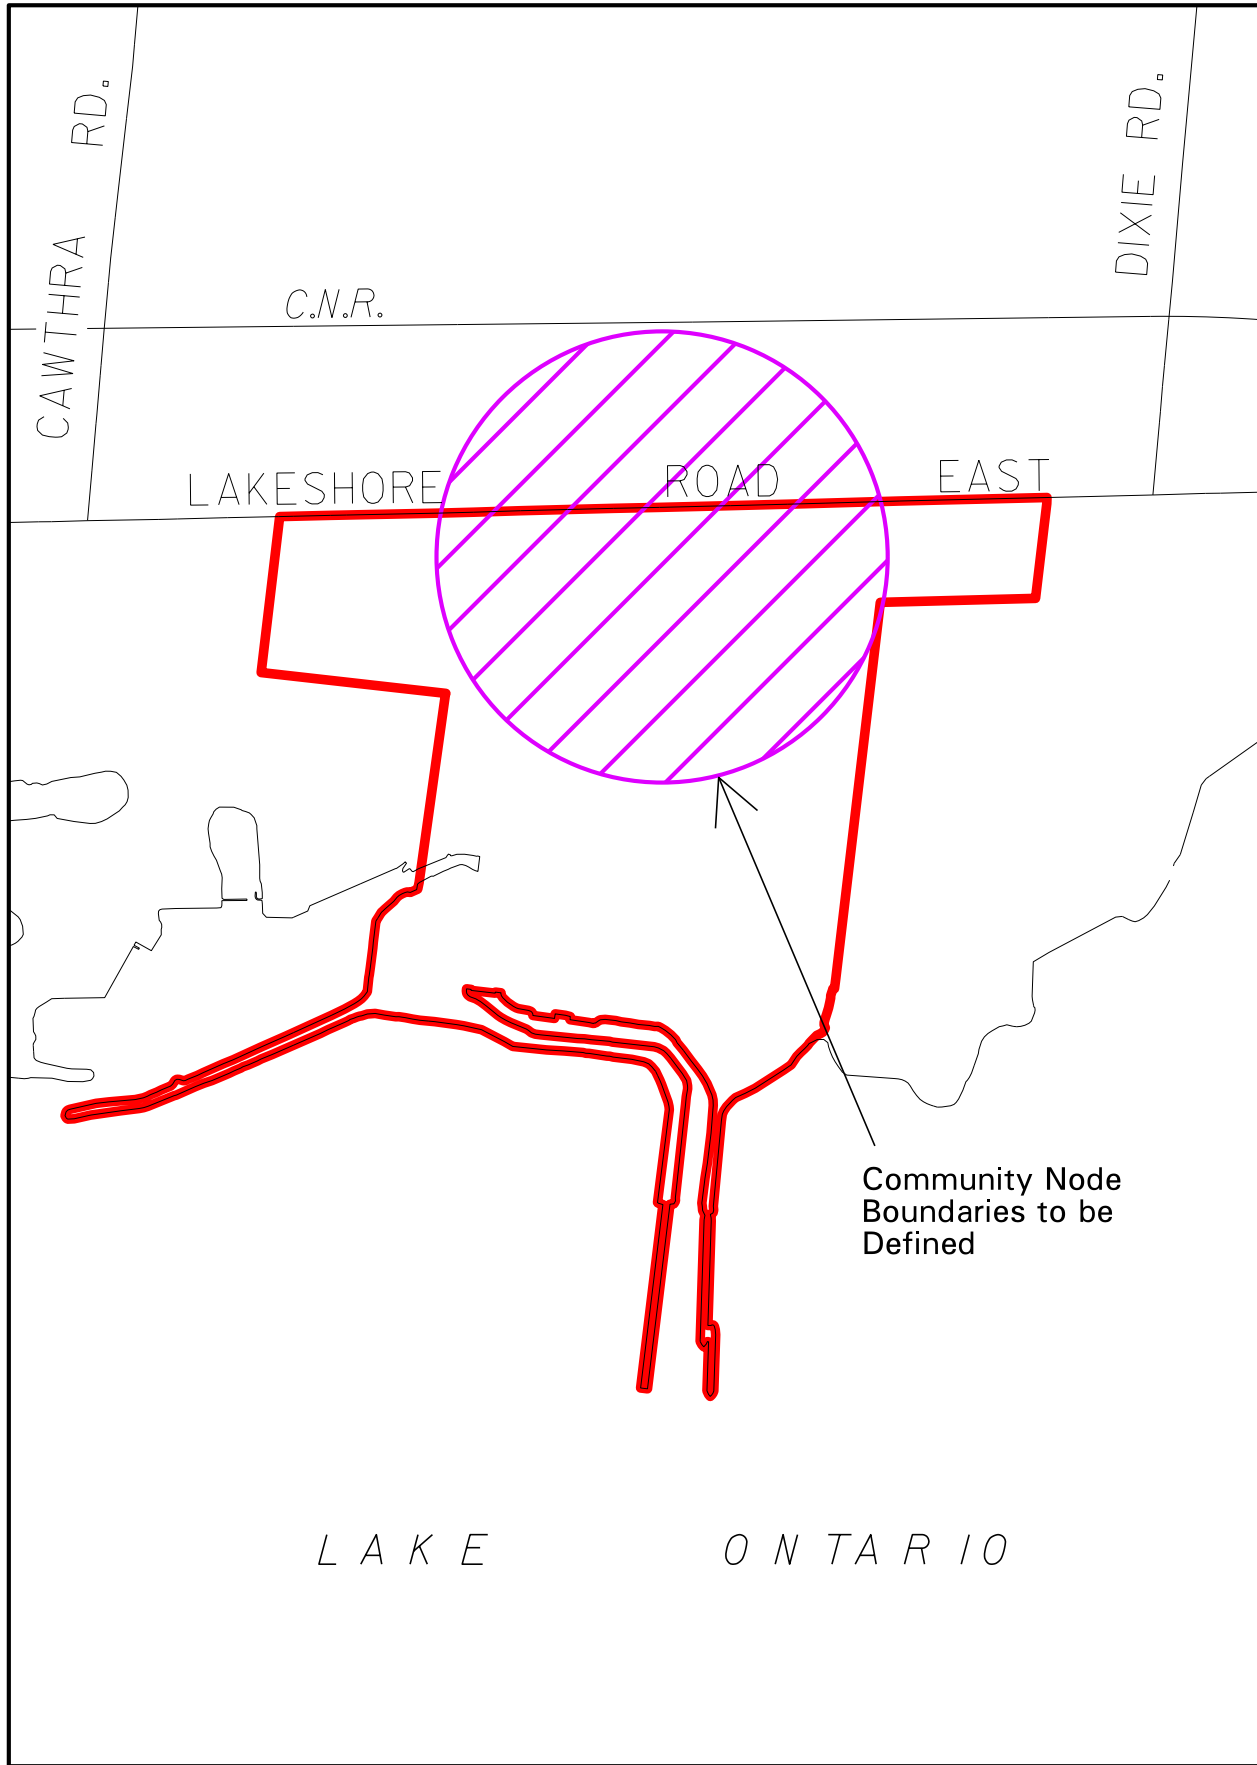 CAWTHRA RD.
DIXIE RD.
C.N.R.
LAKESHORE ROAD EAST
Community Node
Boundaries to be
Defined
LAKE ONTARIO